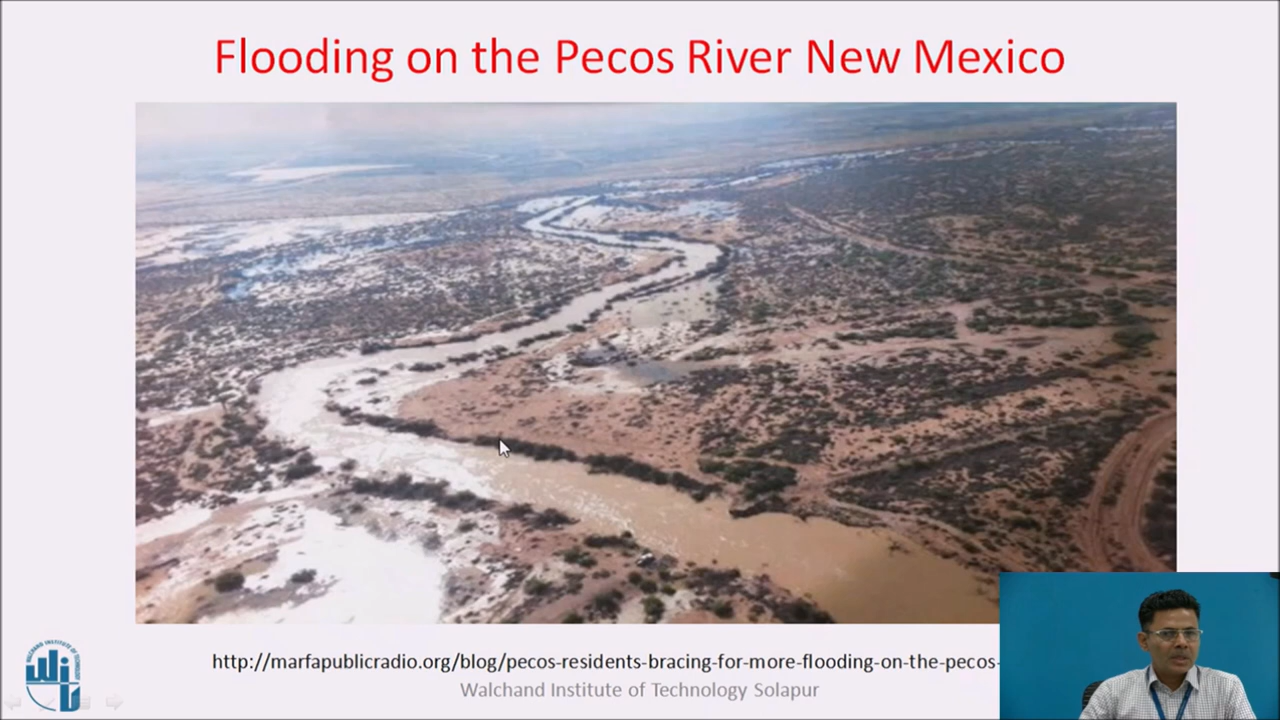 Flooding on the Pecos River New Mexico
http://marfapublicradio.org/blog/pecos-residents-bracing-for-more-flooding-on-the-pecos-
Walchand Institute of Technology Solapur